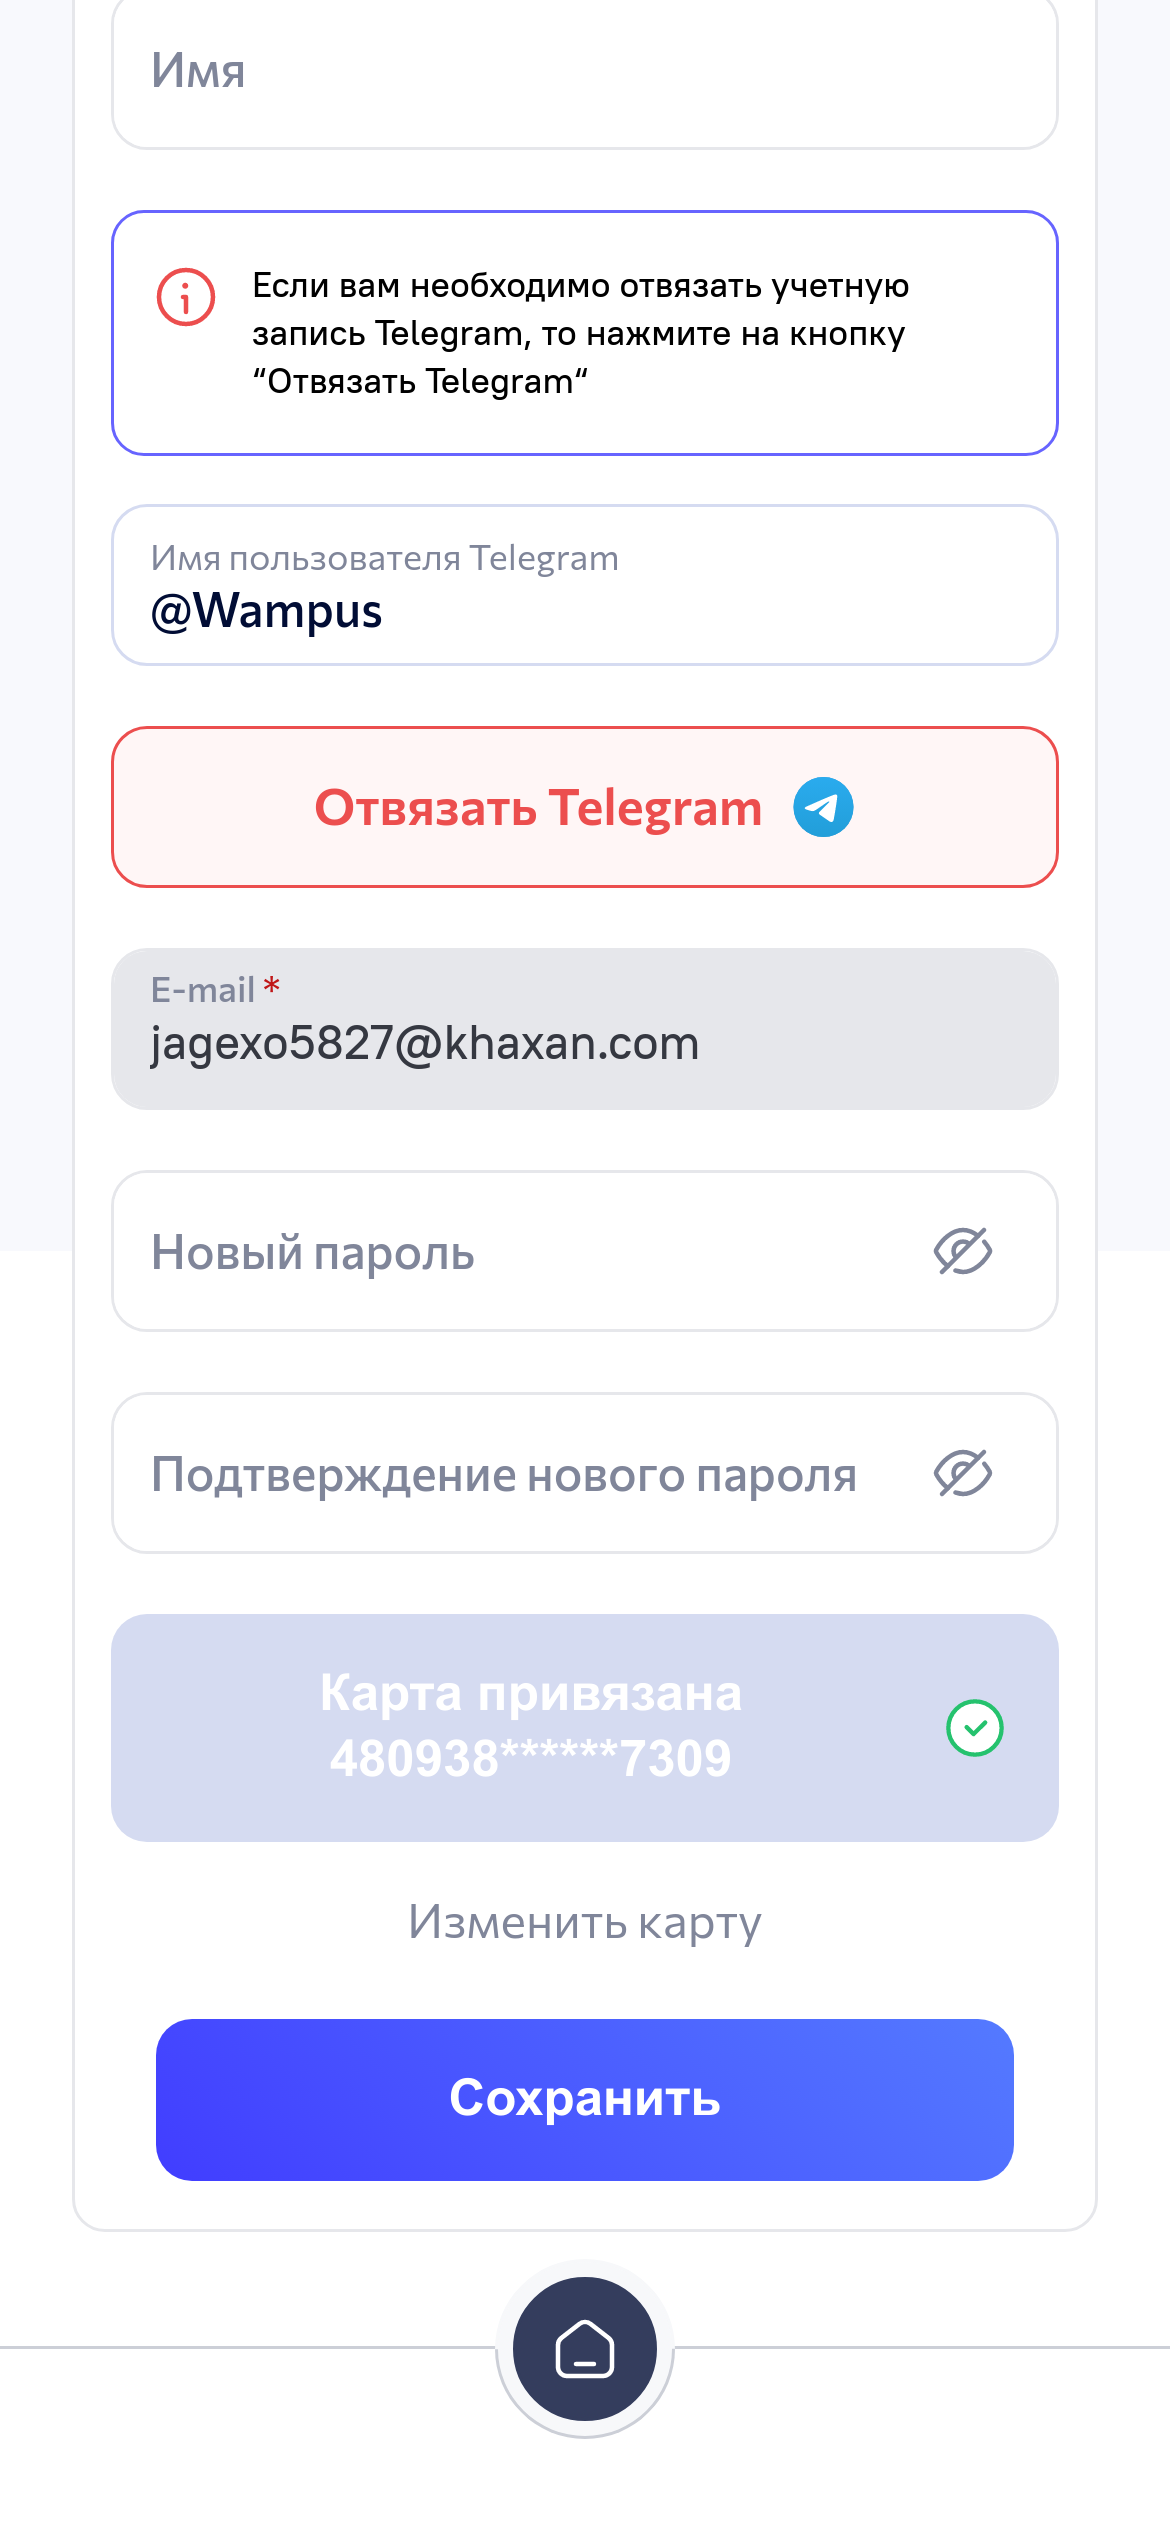 Имя
Если вам необходимо отвязать учетную
запись Telegram, то нажмите на кнопку
“Отвязать Telegram“
Имя пользователя Telegram
@Wampus
Отвязать Telegram
E-mail *
jagexo5827@khaxan.com
Новый пароль
Подтверждение нового пароля
Карта привязана
480938******7309
Изменить карту
Сохранить